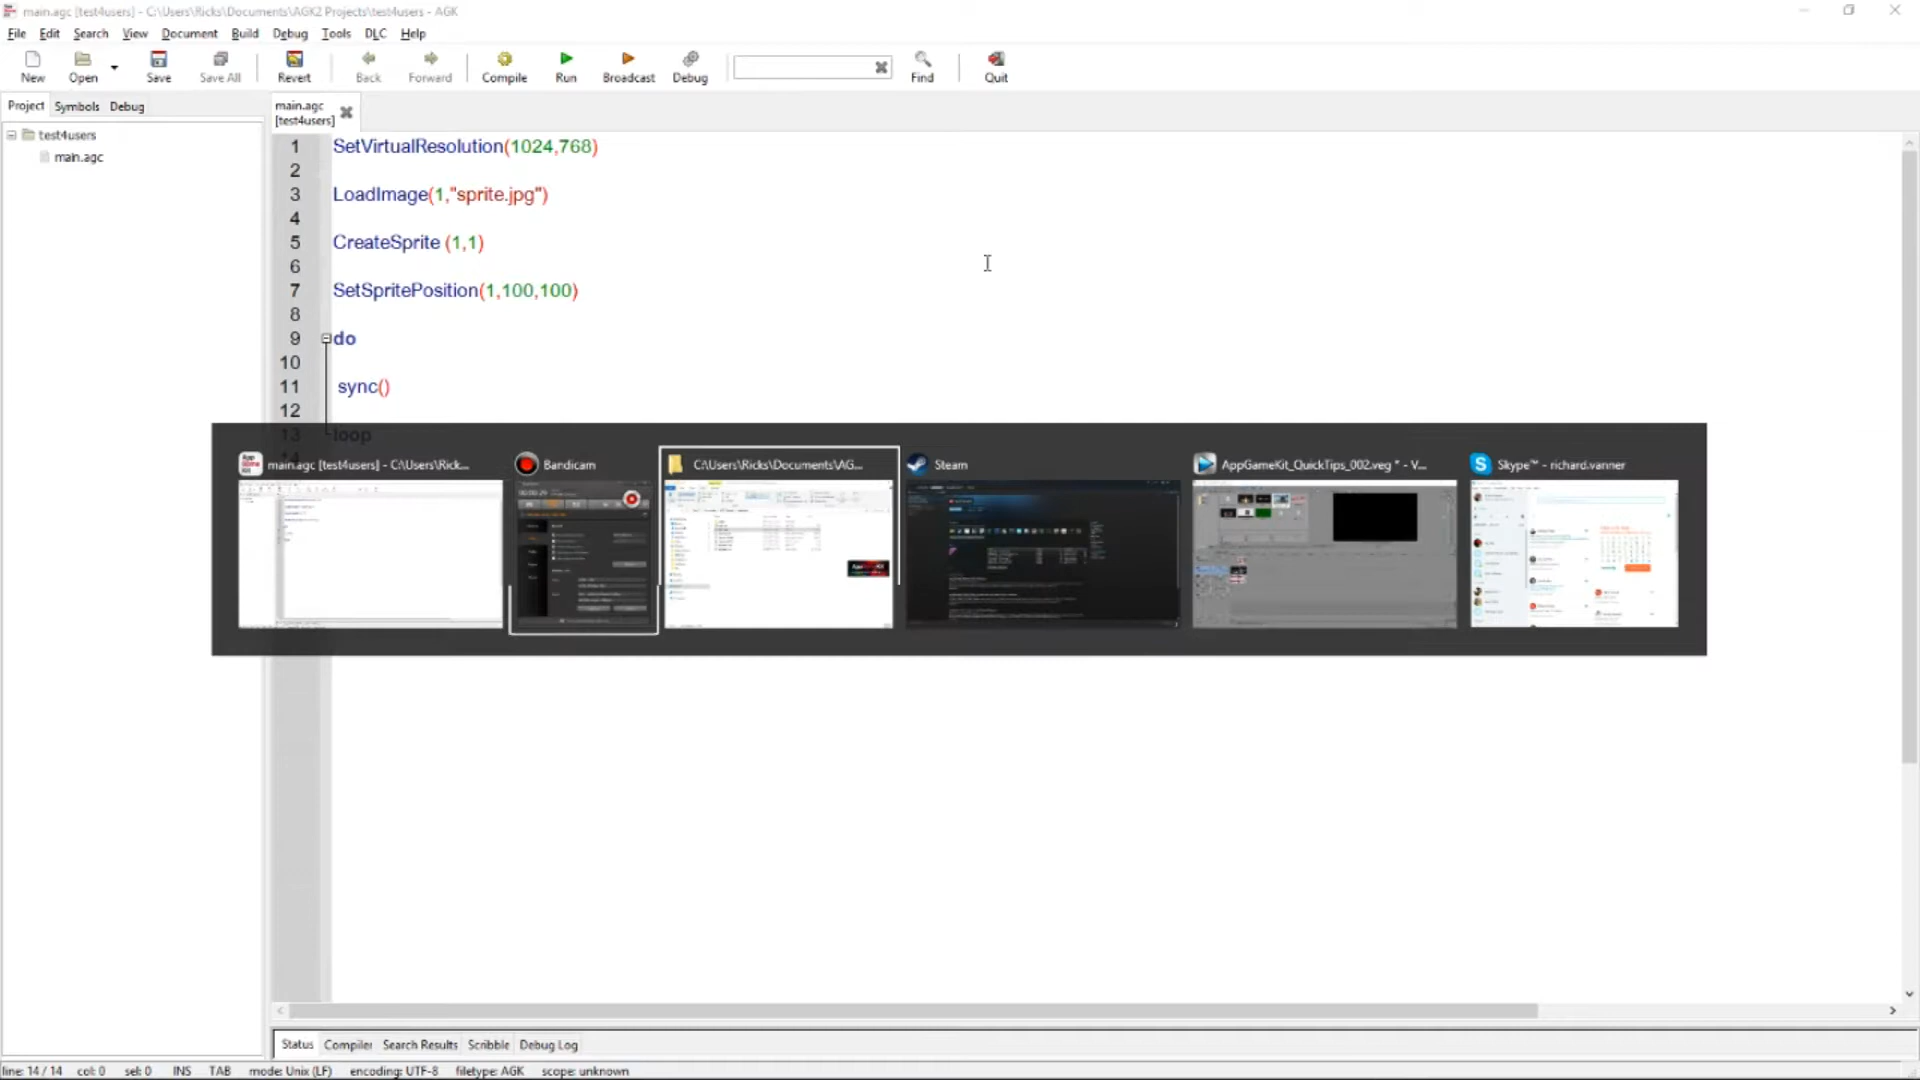 main.agc [test4users] - C:\Users\Ricks\Documents\AGK2 Projects\test4users - AGK
File Edit Search View Document Build Debug Tools DLC Help
New Open Save Save All Revert Back Forward Compile Run Broadcast Debug Find Quit
Project Symbols Debug
main.agc
[test4users]
test4users
main.agc
1 SetVirtualResolution(1024,768)
2
3 LoadImage(1,"sprite.jpg")
4
5 CreateSprite (1,1)
6
7 SetSpritePosition(1,100,100)
8
9 do
10
11 sync()
12
13 loop
main.agc [test4users] - C:\Users\Rick...
Bandicam
C:\Users\Ricks\Documents\AG...
Steam
AppGameKit_QuickTips_002.veg * - V...
Skype™ - richard.vanner
Status Compiler Search Results Scribble Debug Log
line: 14 / 14 col: 0 sel: 0 INS TAB mode: Unix (LF) encoding: UTF-8 filetype: AGK scope: unknown